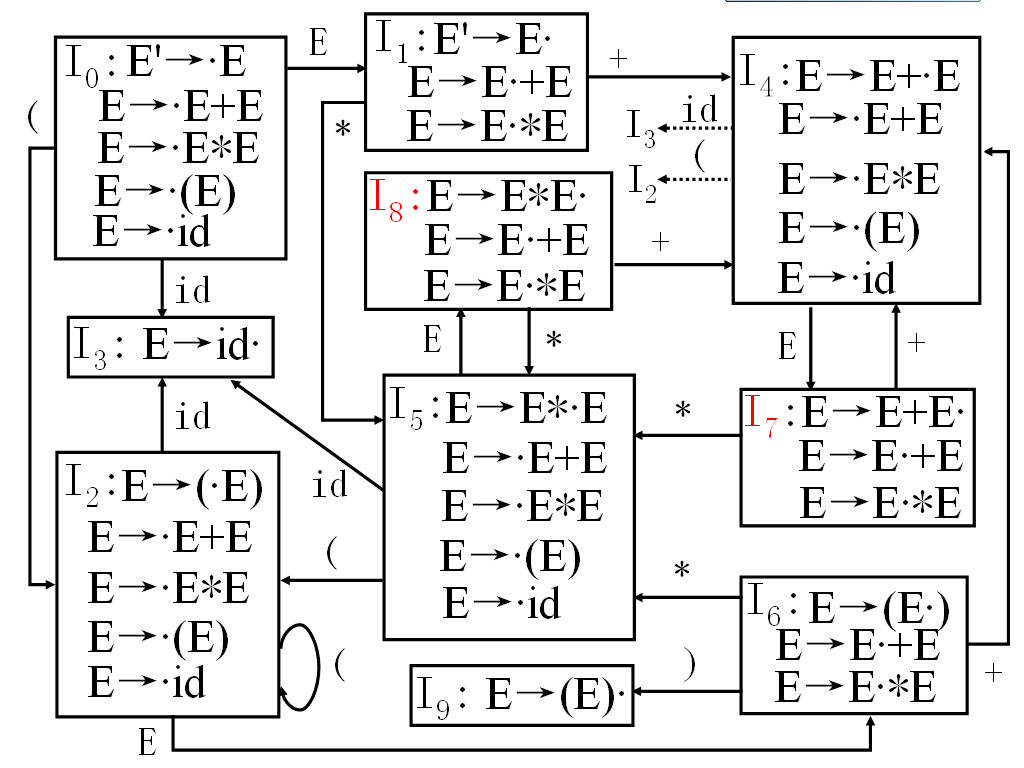 I₀: E'→·E
E→·E+E
E→·E*E
E→·(E)
E→·id
E
(
I₁: E'→E·
E→E·+E
E→E·*E
+
*
I₄: E→E+·E
E→·E+E
E→·E*E
E→·(E)
E→·id
id
I₃
(
I₂
I₈: E→E*E·
E→E·+E
E→E·*E
+
id
I₃: E→id·
E
*
E
+
id
I₅: E→E*·E
E→·E+E
E→·E*E
E→·(E)
E→·id
*
I₇: E→E+E·
E→E·+E
E→E·*E
id
I₂: E→(·E)
E→·E+E
E→·E*E
E→·(E)
E→·id
(
(
*
I₆: E→(E·)
E→E·+E
E→E·*E
+
)
I₉: E→(E)·
E